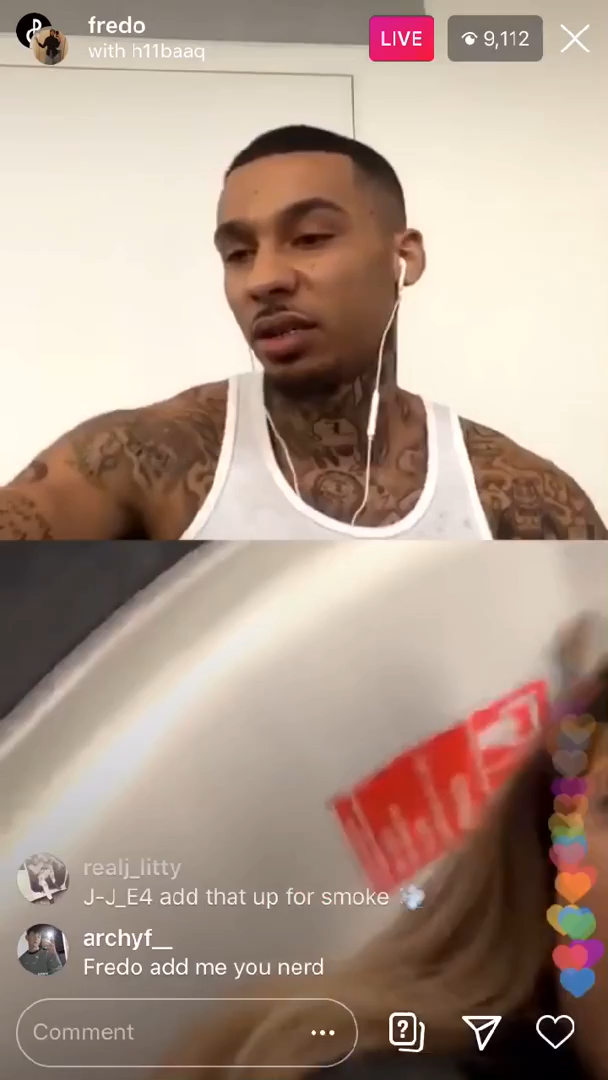 fredo
with h11baaq
LIVE
9,112
realj_litty
J-J_E4 add that up for smoke 💨
archyf__
Fredo add me you nerd
Comment